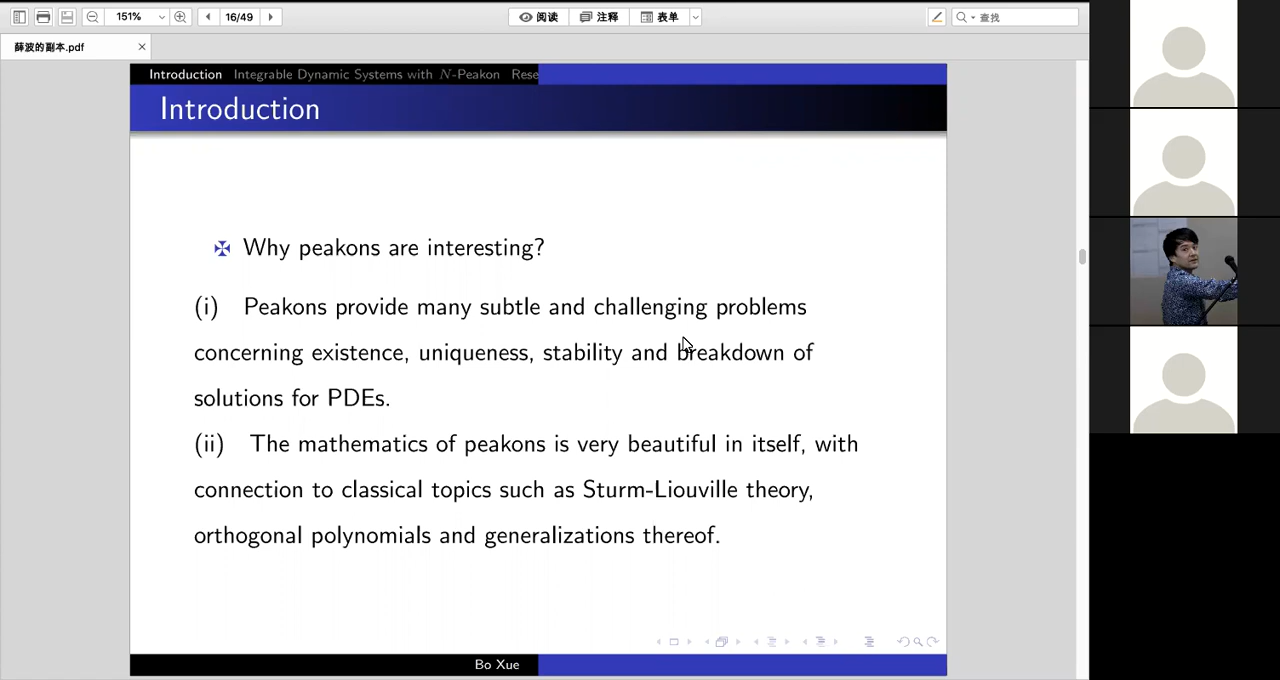 151%
16/49
阅读
注释
表单
查找
薛波的副本.pdf
Introduction Integrable Dynamic Systems with N-Peakon Rese
Introduction
Why peakons are interesting?
(i) Peakons provide many subtle and challenging problems
concerning existence, uniqueness, stability and breakdown of
solutions for PDEs.
(ii) The mathematics of peakons is very beautiful in itself, with
connection to classical topics such as Sturm-Liouville theory,
orthogonal polynomials and generalizations thereof.
Bo Xue